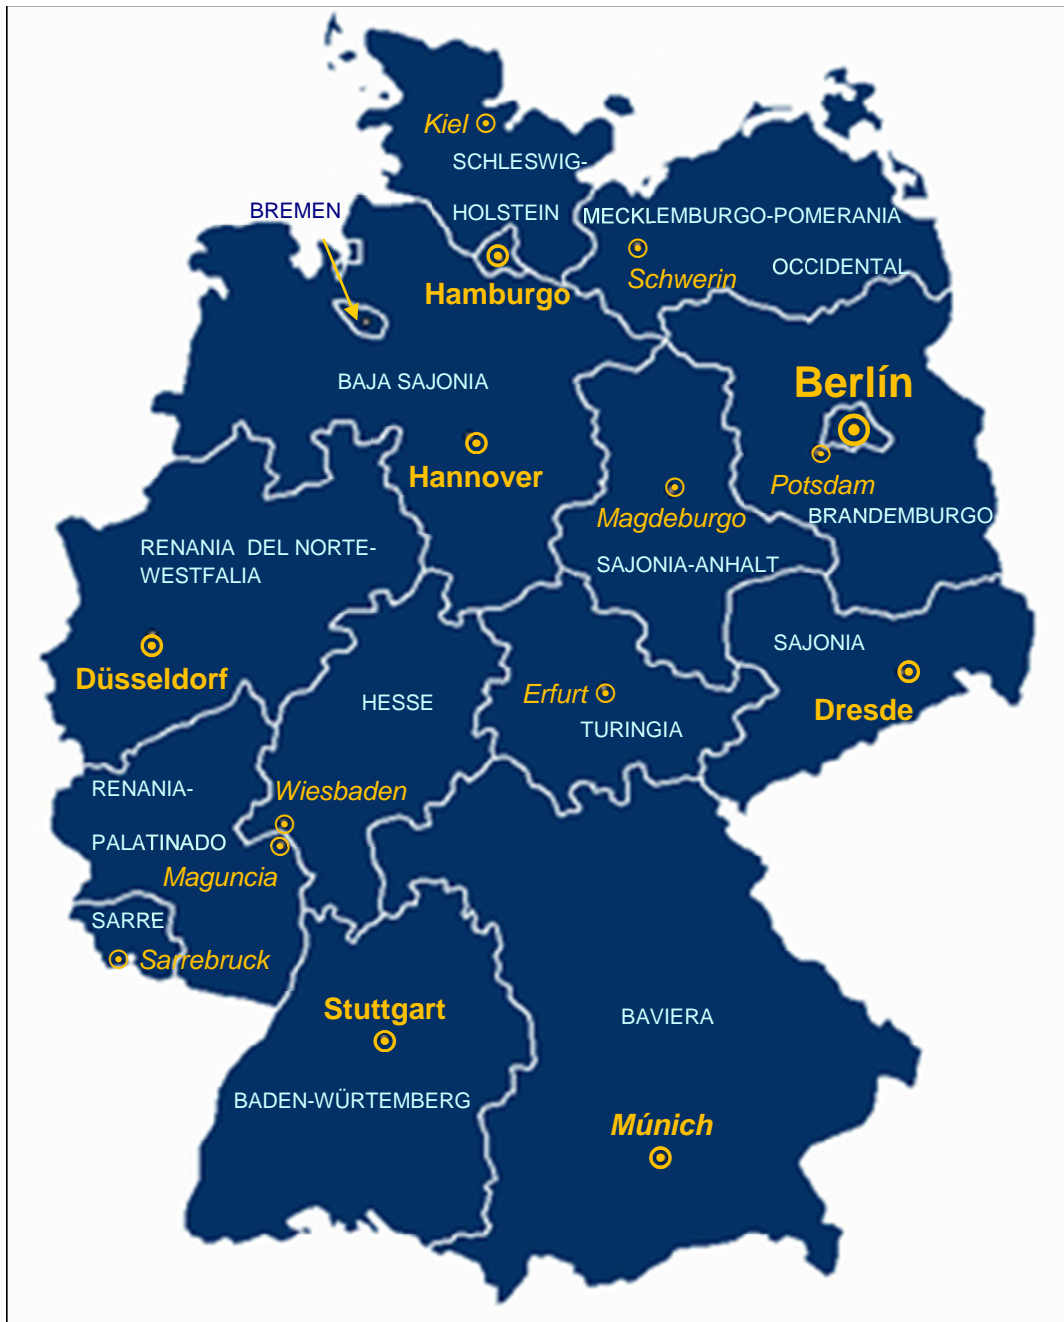 Kiel
SCHLESWIG-
BREMEN
HOLSTEIN
MECKLEMBURGO-POMERANIA
OCCIDENTAL
Schwerin
Hamburgo
Berlín
BAJA SAJONIA
Hannover
Potsdam
Magdeburgo
BRANDEMBURGO
RENANIA DEL NORTE-
WESTFALIA
SAJONIA-ANHALT
SAJONIA
Düsseldorf
Erfurt
HESSE
Dresde
TURINGIA
RENANIA-
Wiesbaden
PALATINADO
Maguncia
SARRE
Sarrebruck
Stuttgart
BAVIERA
BADEN-WÜRTEMBERG
Múnich